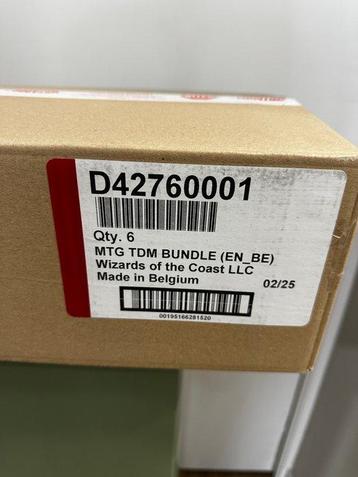 D42760001
Qty. 6
MTG TDM BUNDLE (EN_BE)
Wizards of the Coast LLC
Made in Belgium
02/25
00195166281520